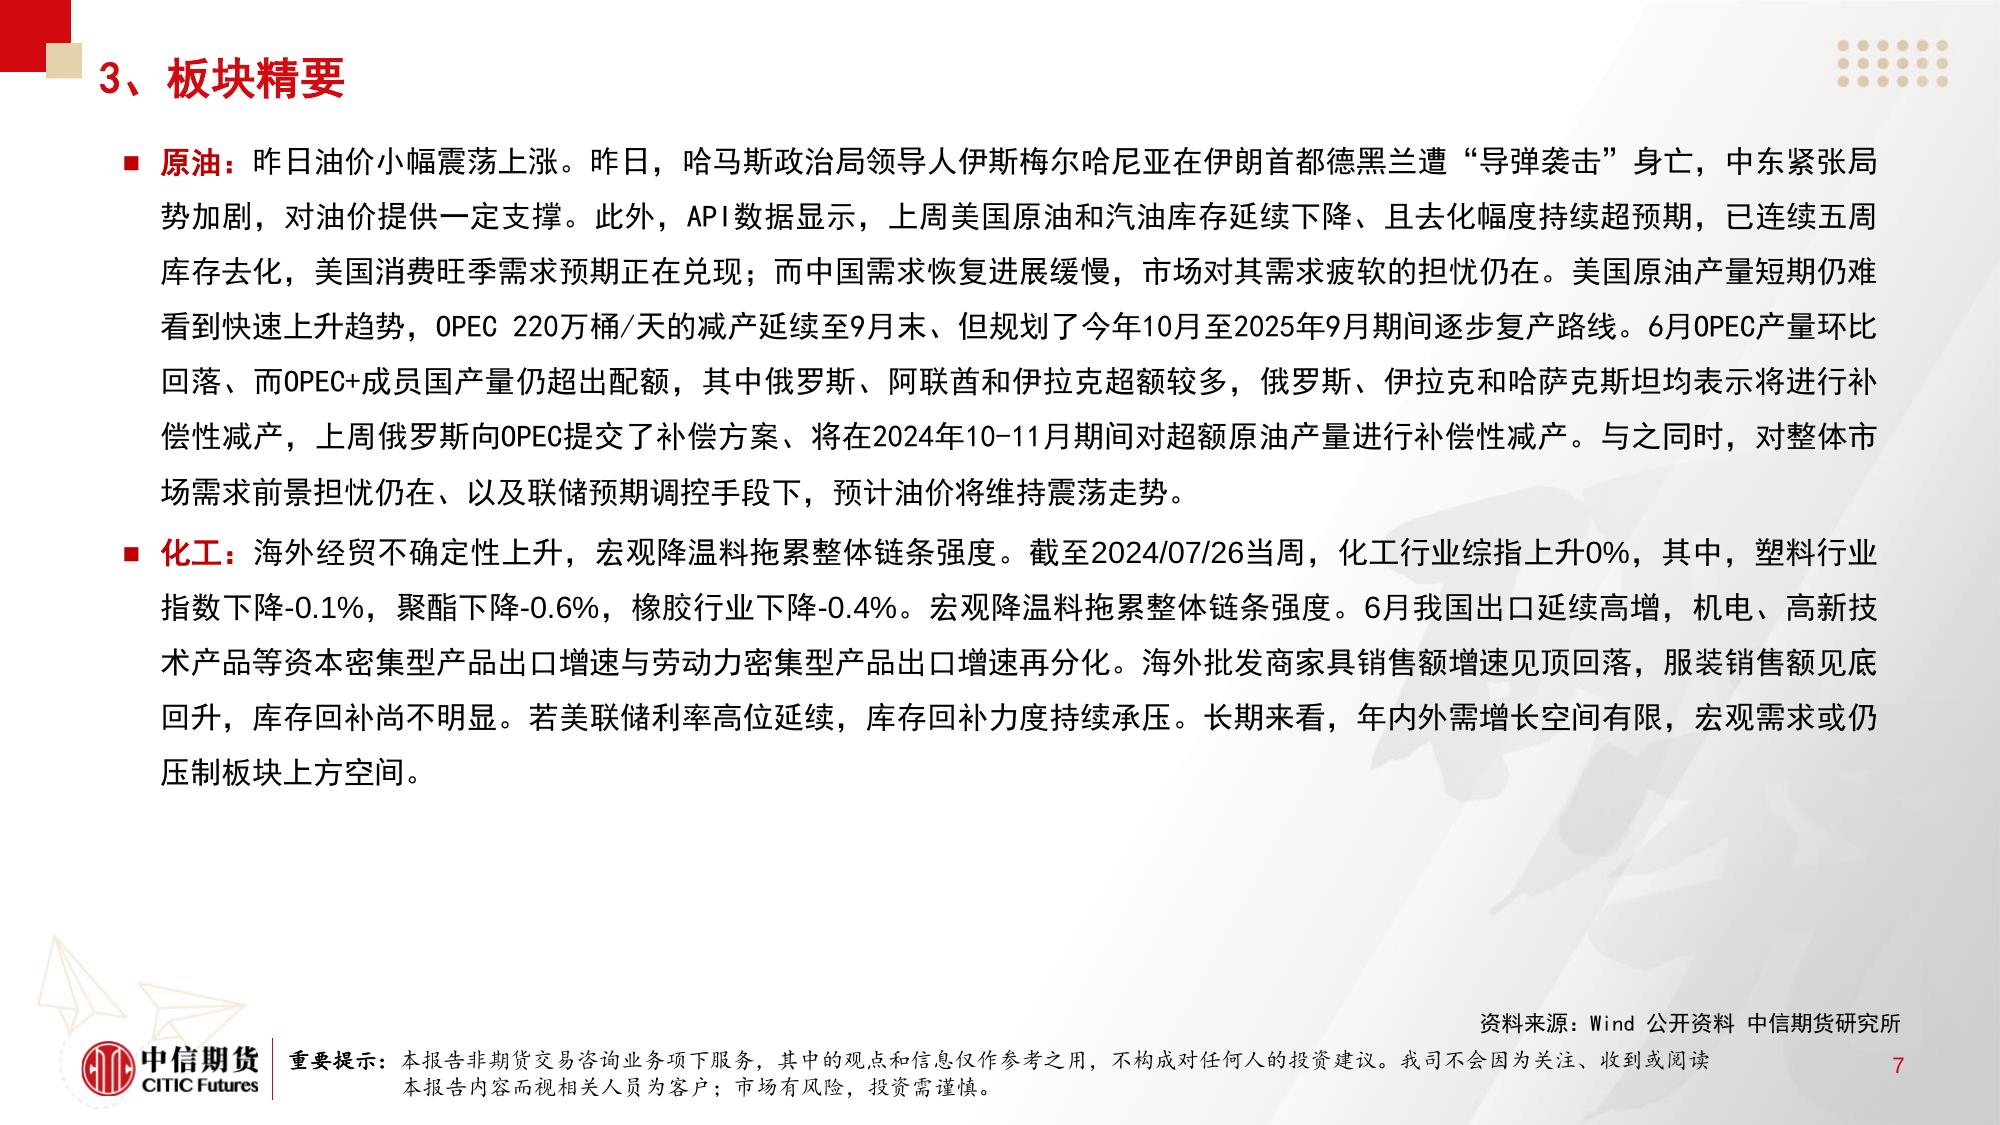 3、板块精要
■ 原油：昨日油价小幅震荡上涨。昨日，哈马斯政治局领导人伊斯梅尔哈尼亚在伊朗首都德黑兰遭“导弹袭击”身亡，中东紧张局
势加剧，对油价提供一定支撑。此外，API数据显示，上周美国原油和汽油库存延续下降、且去化幅度持续超预期，已连续五周
库存去化，美国消费旺季需求预期正在兑现；而中国需求恢复进展缓慢，市场对其需求疲软的担忧仍在。美国原油产量短期仍难
看到快速上升趋势，OPEC 220万桶/天的减产延续至9月末、但规划了今年10月至2025年9月期间逐步复产路线。6月OPEC产量环比
回落、而OPEC+成员国产量仍超出配额，其中俄罗斯、阿联酋和伊拉克超额较多，俄罗斯、伊拉克和哈萨克斯坦均表示将进行补
偿性减产，上周俄罗斯向OPEC提交了补偿方案、将在2024年10-11月期间对超额原油产量进行补偿性减产。与之同时，对整体市
场需求前景担忧仍在、以及联储预期调控手段下，预计油价将维持震荡走势。
■ 化工：海外经贸不确定性上升，宏观降温料拖累整体链条强度。截至2024/07/26当周，化工行业综指上升0%，其中，塑料行业
指数下降-0.1%，聚酯下降-0.6%，橡胶行业下降-0.4%。宏观降温料拖累整体链条强度。6月我国出口延续高增，机电、高新技
术产品等资本密集型产品出口增速与劳动力密集型产品出口增速再分化。海外批发商家具销售额增速见顶回落，服装销售额见底
回升，库存回补尚不明显。若美联储利率高位延续，库存回补力度持续承压。长期来看，年内外需增长空间有限，宏观需求或仍
压制板块上方空间。
资料来源：Wind 公开资料 中信期货研究所
中信期货
CITIC Futures
重要提示：本报告非期货交易咨询业务项下服务，其中的观点和信息仅作参考之用，不构成对任何人的投资建议。我司不会因为关注、收到或阅读
本报告内容而视相关人员为客户；市场有风险，投资需谨慎。
7